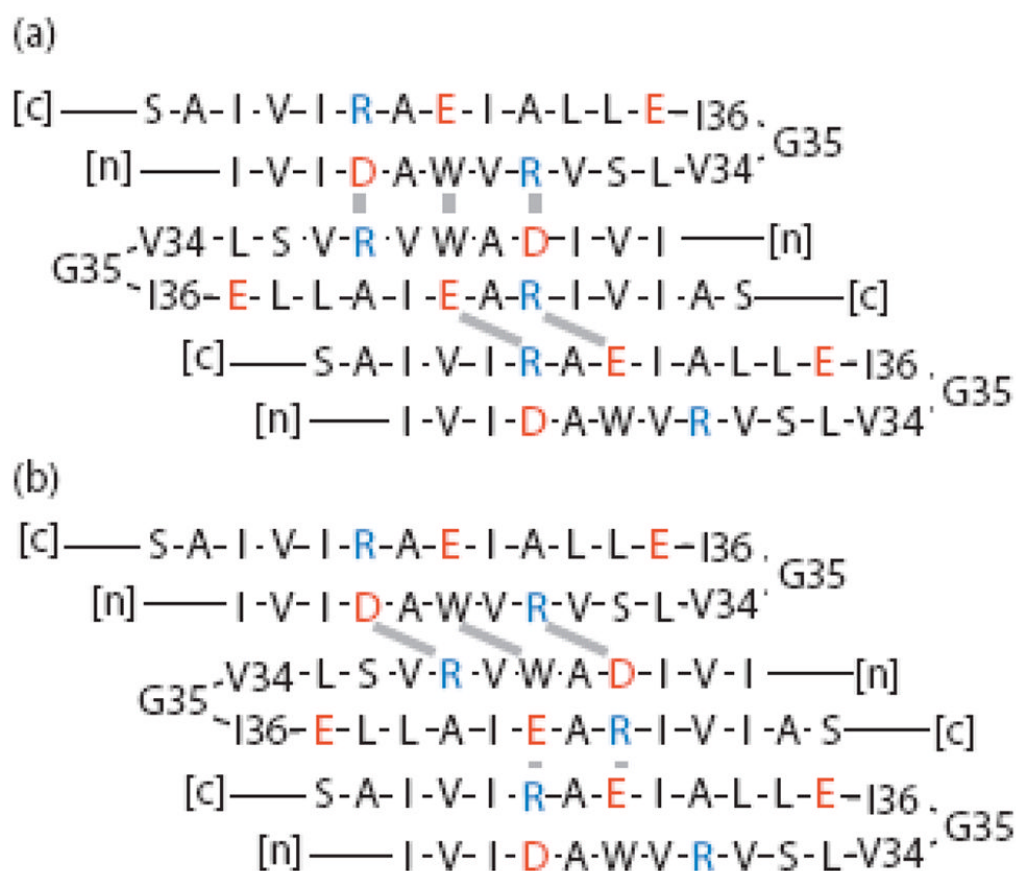 (a)
[c]——S-A-I-V-I-R-A-E-I-A-L-L-E-I36
G35
[n]——I-V-I-D-A-W-V-R-V-S-L-V34
V34-L-S-V-R-V-W-A-D-I-V-I——[n]
G35
I36-E-L-L-A-I-E-A-R-I-V-I-A-S——[c]
[c]——S-A-I-V-I-R-A-E-I-A-L-L-E-I36
G35
[n]——I-V-I-D-A-W-V-R-V-S-L-V34
(b)
[c]——S-A-I-V-I-R-A-E-I-A-L-L-E-I36
G35
[n]——I-V-I-D-A-W-V-R-V-S-L-V34
V34-L-S-V-R-V-W-A-D-I-V-I——[n]
G35
I36-E-L-L-A-I-E-A-R-I-V-I-A-S——[c]
[c]——S-A-I-V-I-R-A-E-I-A-L-L-E-I36
G35
[n]——I-V-I-D-A-W-V-R-V-S-L-V34